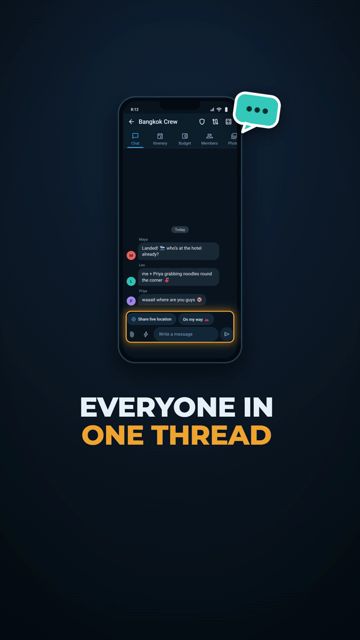 8:13
Bangkok Crew
Chat
Itinerary
Budget
Members
Photo
Today
Maya
M
Landed! 🛬 who's at the hotel
already?
Leo
L
me + Priya grabbing noodles round
the corner 🍜
Priya
P
waaait where are you guys
Share live location
On my way
Write a message
EVERYONE IN
ONE THREAD